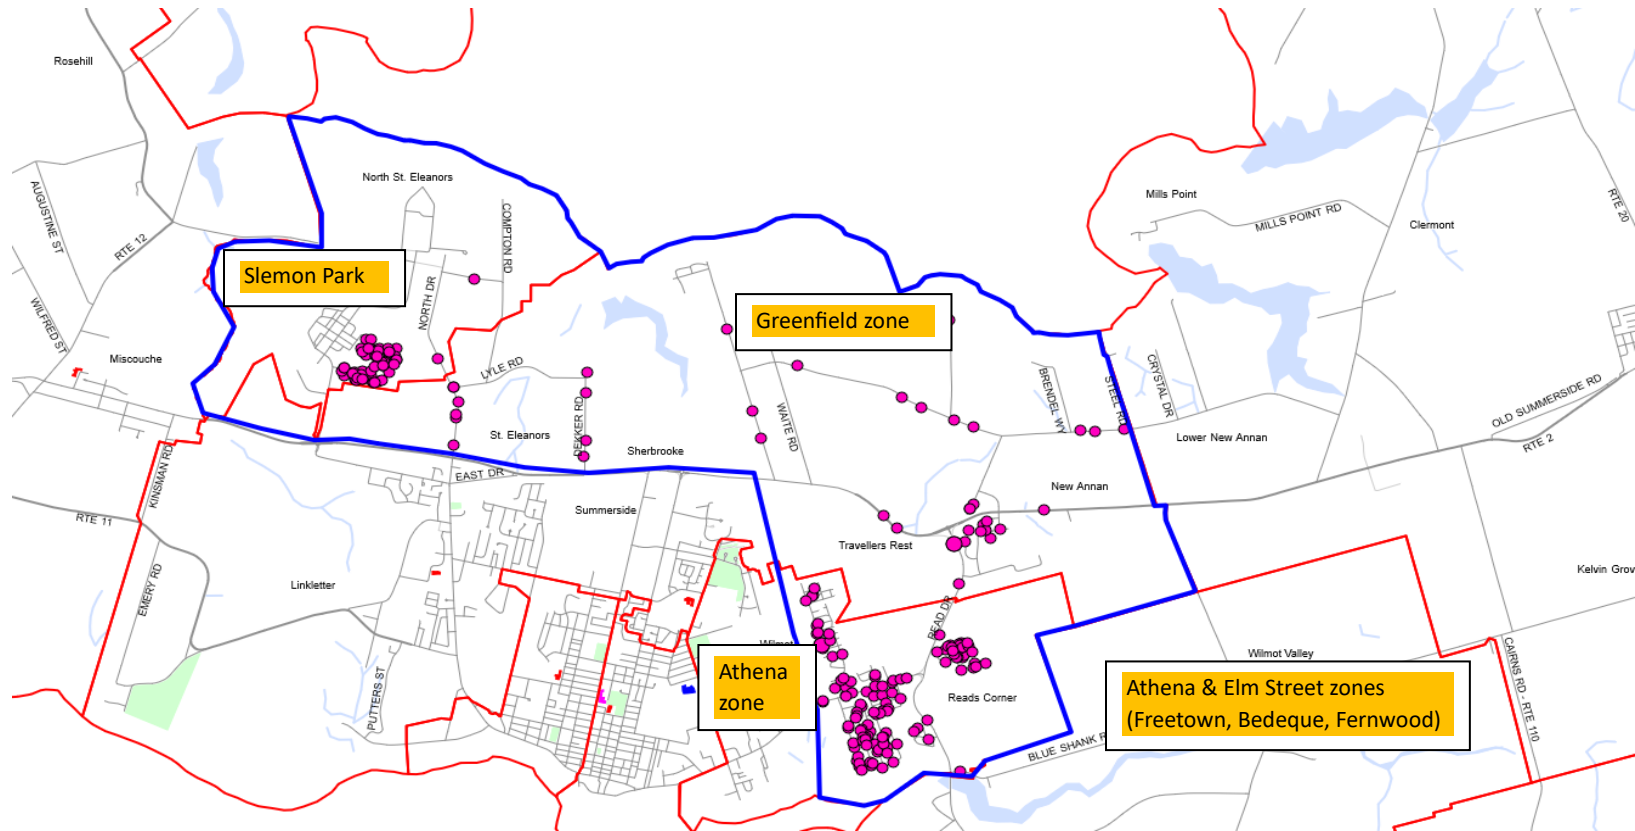 Rosehill
North St. Eleanors
AUGUSTINE ST
RTE 12
COMPTON RD
Mills Point
MILLS POINT RD
RTE 20
Clermont
Slemon Park
NORTH DR
WILFRED ST
Greenfield zone
Miscouche
LYLE RD
DEKKER RD
WAITE RD
BRENDEL WY
STEEL RD
CRYSTAL DR
OLD SUMMERSIDE RD
St. Eleanors
Sherbrooke
Lower New Annan
RTE 2
KINSMAN RD
EAST DR
New Annan
RTE 11
Summerside
Travellers Rest
EMERY RD
Linkletter
Kelvin Grov
READ DR
Wilmot
Wilmot Valley
CAIRNS RD - RTE 110
PUTTERS ST
Athena
zone
Reads Corner
Athena & Elm Street zones
(Freetown, Bedeque, Fernwood)
BLUE SHANK R